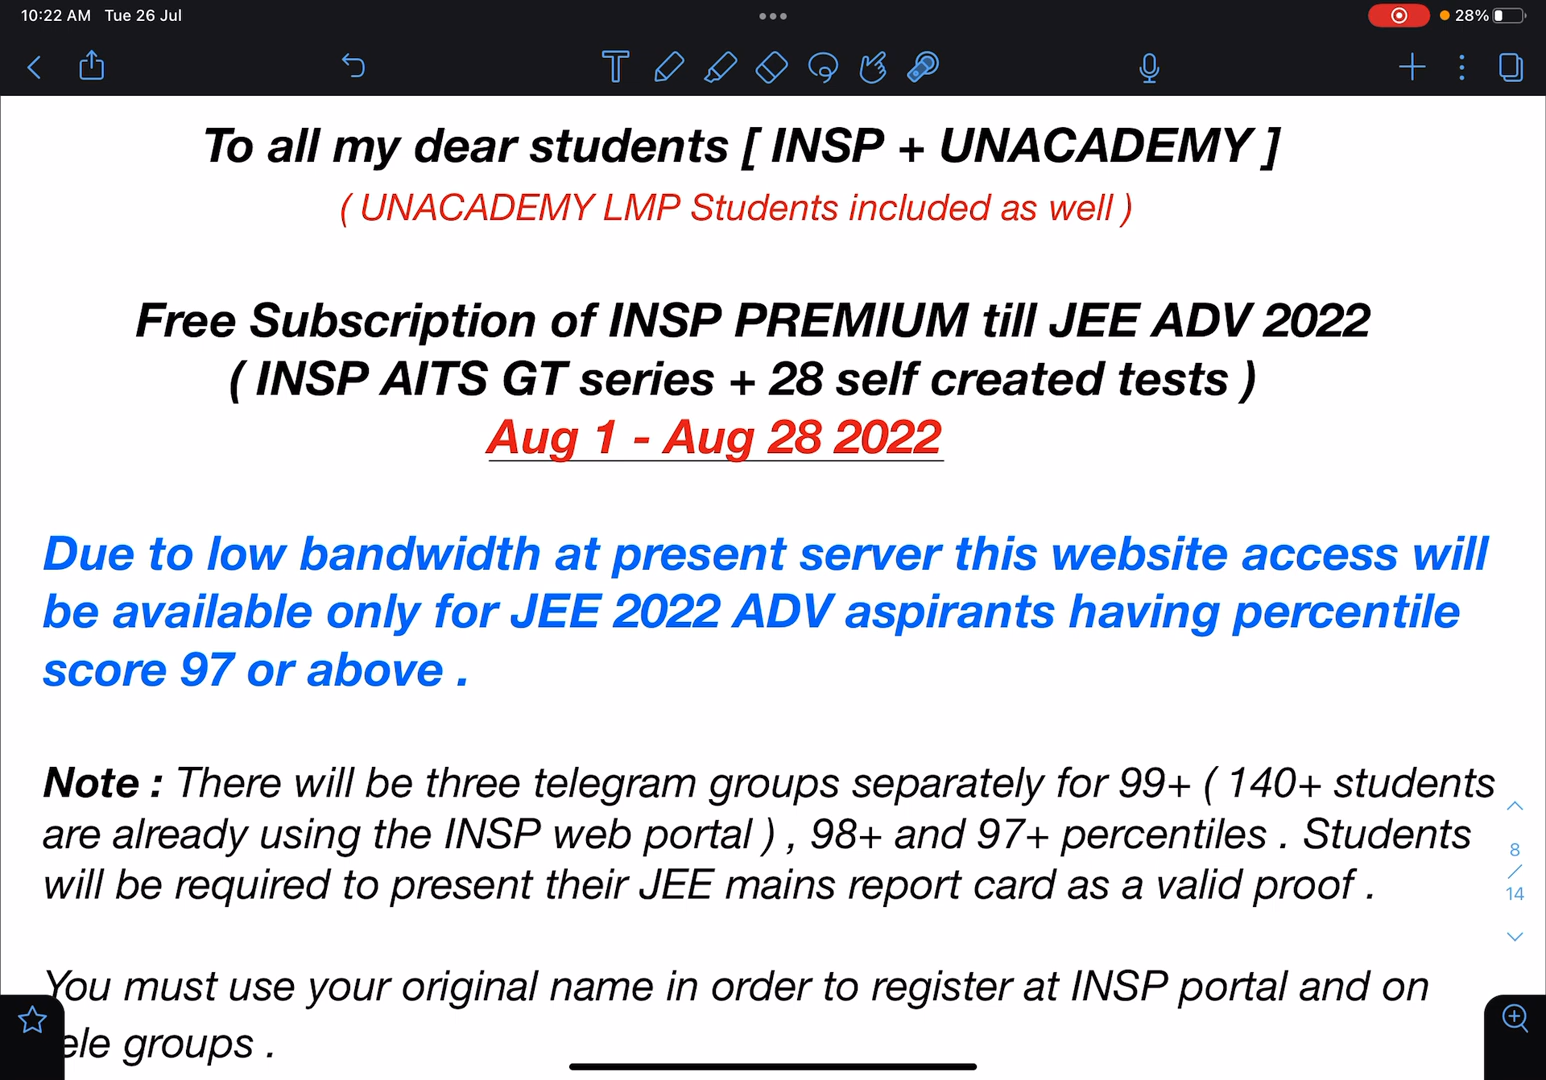 10:22 AM Tue 26 Jul
28%
To all my dear students [ INSP + UNACADEMY ]
( UNACADEMY LMP Students included as well )
Free Subscription of INSP PREMIUM till JEE ADV 2022
( INSP AITS GT series + 28 self created tests )
Aug 1 - Aug 28 2022
Due to low bandwidth at present server this website access will
be available only for JEE 2022 ADV aspirants having percentile
score 97 or above .
Note : There will be three telegram groups separately for 99+ ( 140+ students
are already using the INSP web portal ) , 98+ and 97+ percentiles . Students
will be required to present their JEE mains report card as a valid proof .
8
/
14
You must use your original name in order to register at INSP portal and on
ele groups .